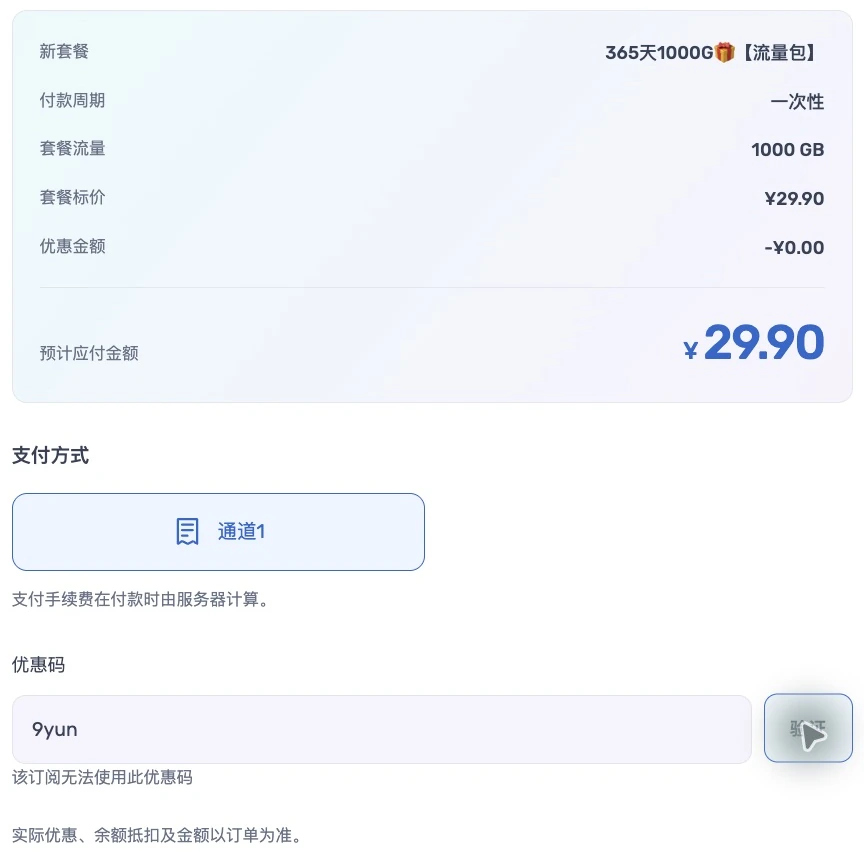 新套餐 365天1000G🎁【流量包】
付款周期 一次性
套餐流量 1000 GB
套餐标价 ¥29.90
优惠金额 -¥0.00
预计应付金额 ¥29.90
支付方式
通道1
支付手续费在付款时由服务器计算。
优惠码
9yun 验证
该订阅无法使用此优惠码
实际优惠、余额抵扣及金额以订单为准。